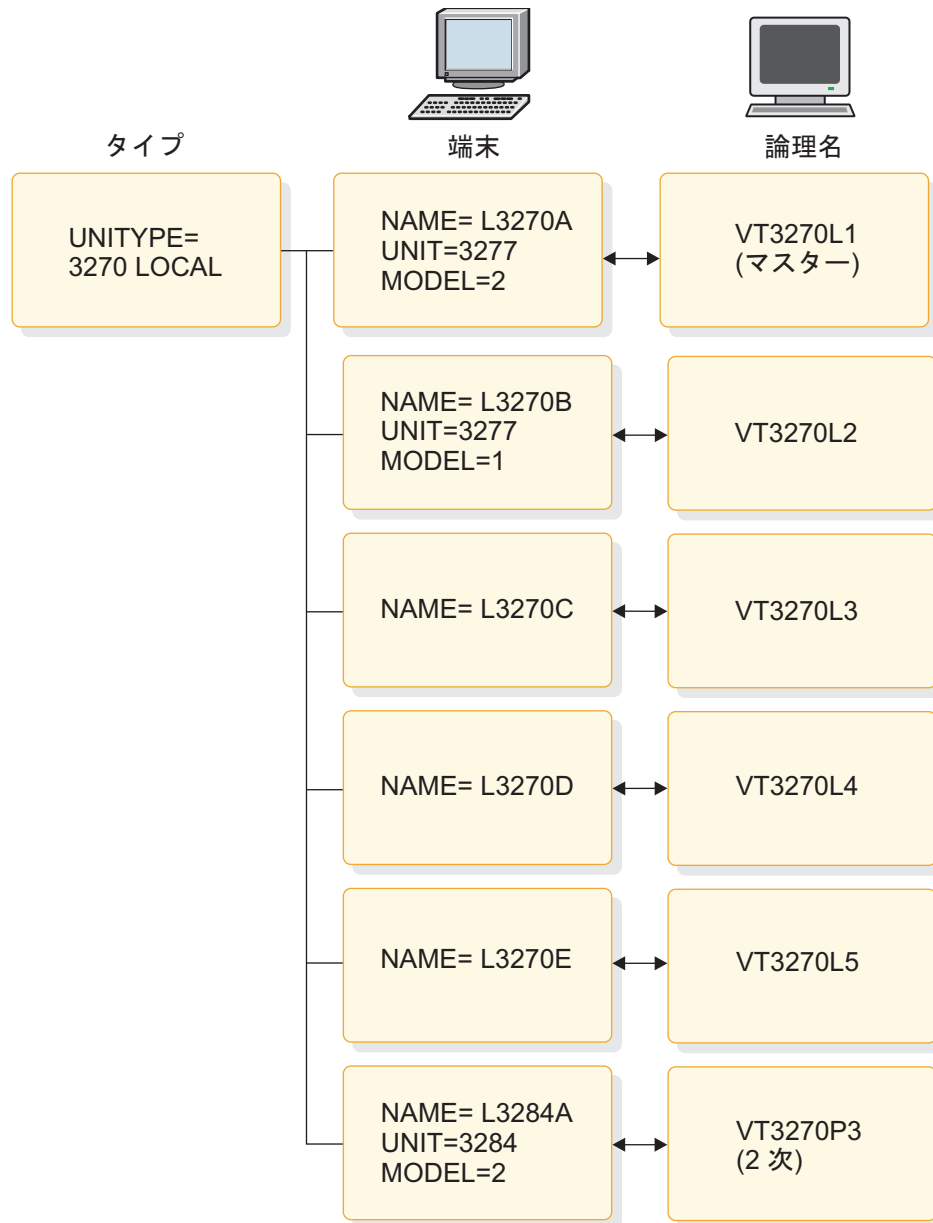 タイプ
端末
論理名
UNITYPE=
3270 LOCAL
NAME= L3270A
UNIT=3277
MODEL=2
VT3270L1
(マスター)
NAME= L3270B
UNIT=3277
MODEL=1
VT3270L2
NAME= L3270C
VT3270L3
NAME= L3270D
VT3270L4
NAME= L3270E
VT3270L5
NAME= L3284A
UNIT=3284
MODEL=2
VT3270P3
(2 次)